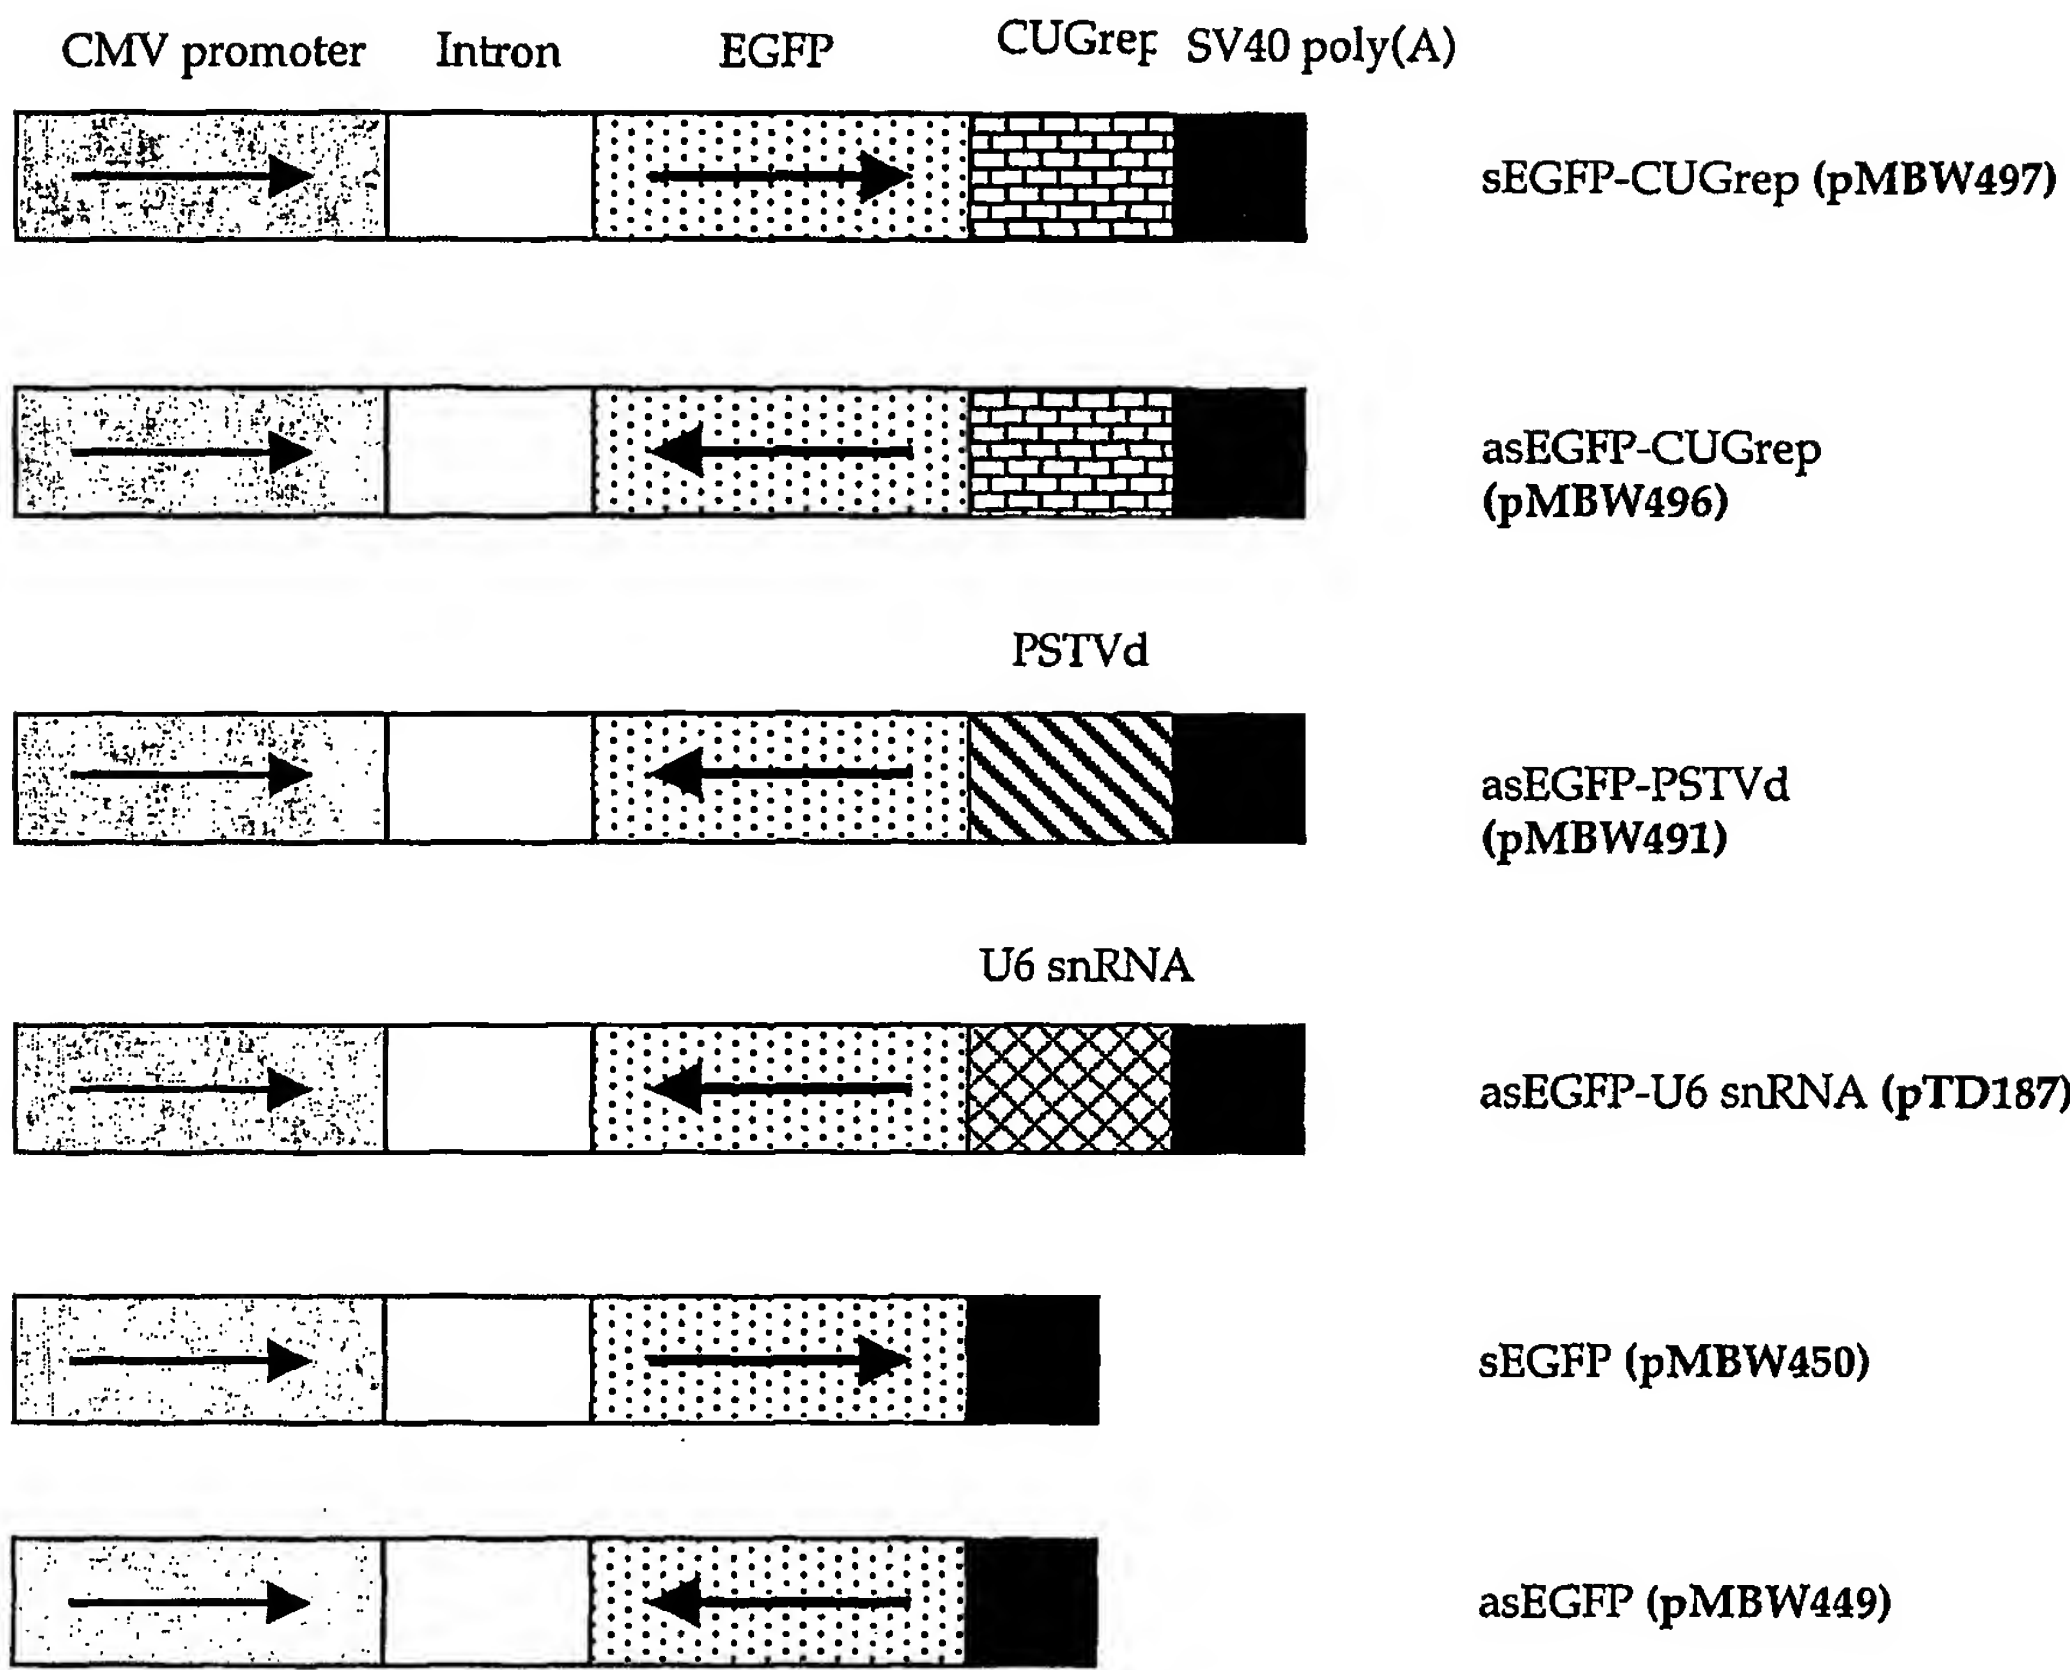 CMV promoter Intron EGFP CUGrep SV40 poly(A)
sEGFP-CUGrep (pMBW497)
asEGFP-CUGrep
(pMBW496)
PSTVd
asEGFP-PSTVd
(pMBW491)
U6 snRNA
asEGFP-U6 snRNA (pTD187)
sEGFP (pMBW450)
asEGFP (pMBW449)